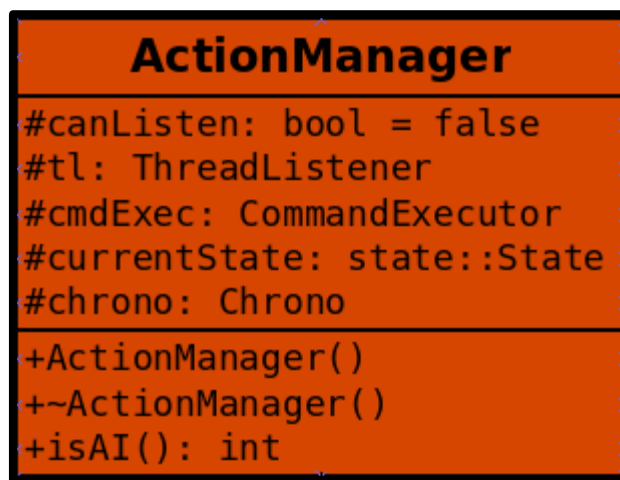 ActionManager
#canListen: bool = false
#tl: ThreadListener
#cmdExec: CommandExecutor
#currentState: state::State
#chrono: Chrono
+ActionManager()
+~ActionManager()
+isAI(): int